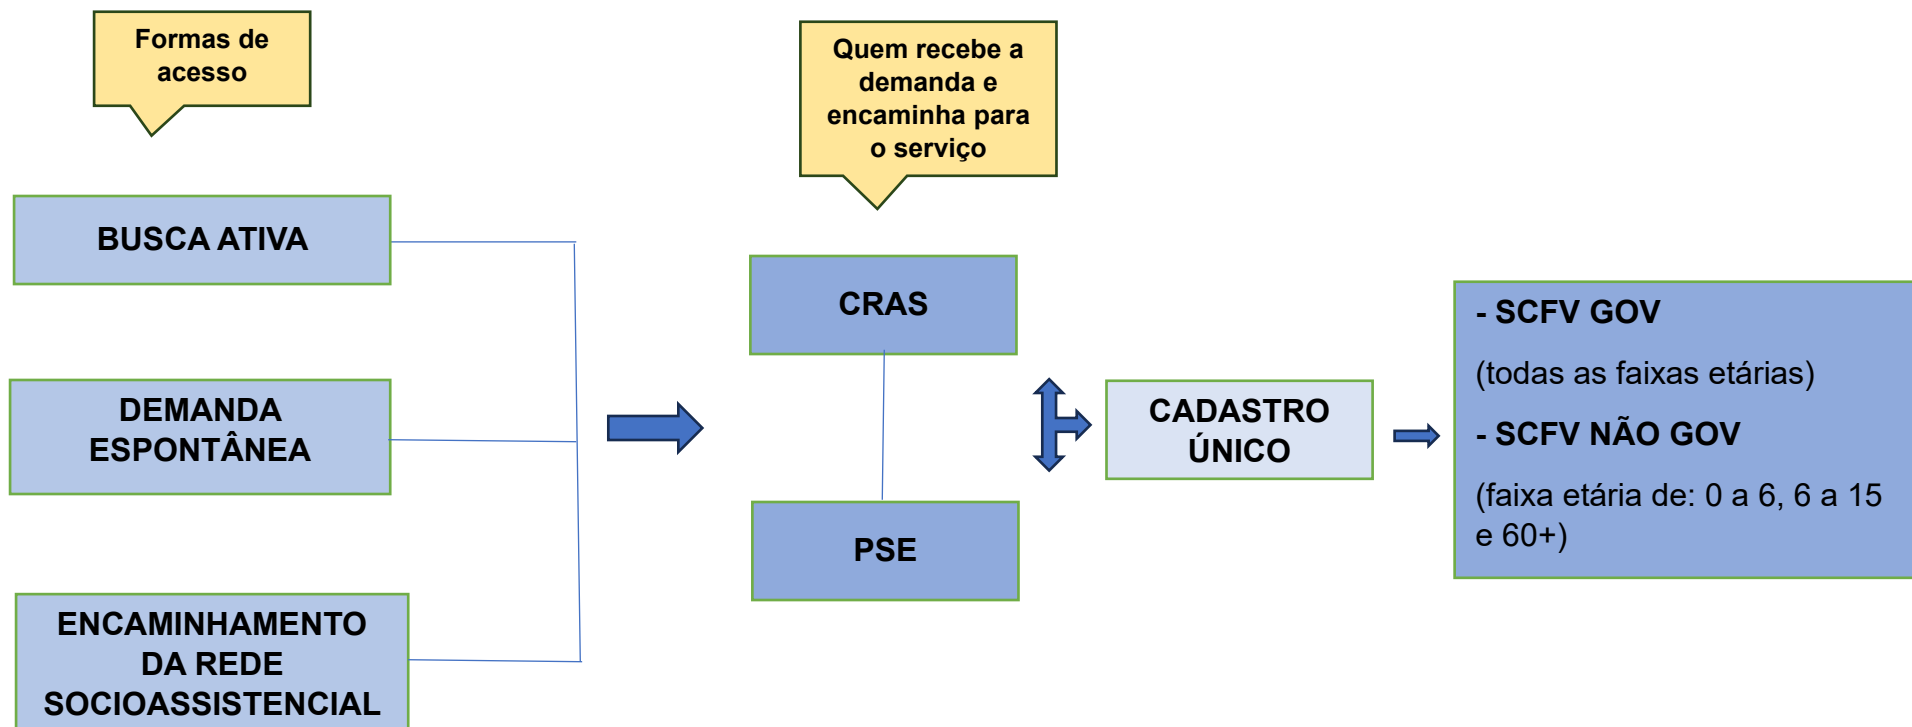 Formas de
acesso
Quem recebe a
demanda e
encaminha para
o serviço
BUSCA ATIVA
DEMANDA
ESPONTÂNEA
ENCAMINHAMENTO
DA REDE
SOCIOASSISTENCIAL
CRAS
PSE
CADASTRO
ÚNICO
- SCFV GOV
(todas as faixas etárias)
- SCFV NÃO GOV
(faixa etária de: 0 a 6, 6 a 15
e 60+)